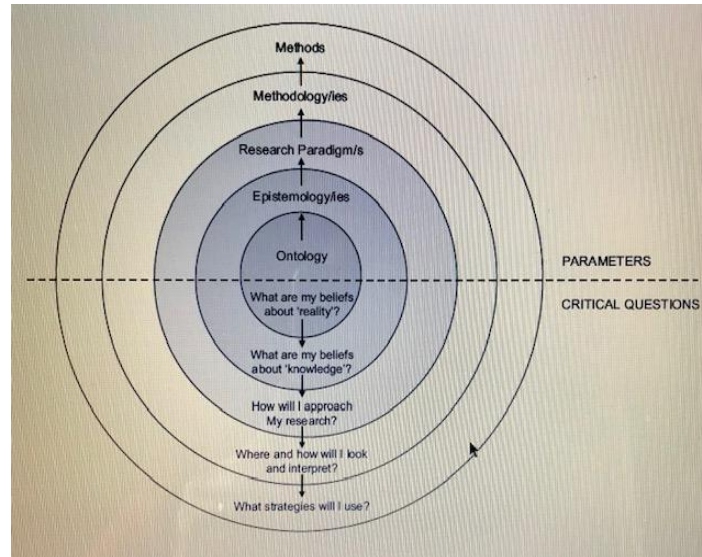 Methods
Methodology/ies
Research Paradigm/s
Epistemology/ies
Ontology
PARAMETERS
CRITICAL QUESTIONS
What are my beliefs
about 'reality'?
What are my beliefs
about 'knowledge'?
How will I approach
My research?
Where and how will I look
and interpret?
What strategies will I use?